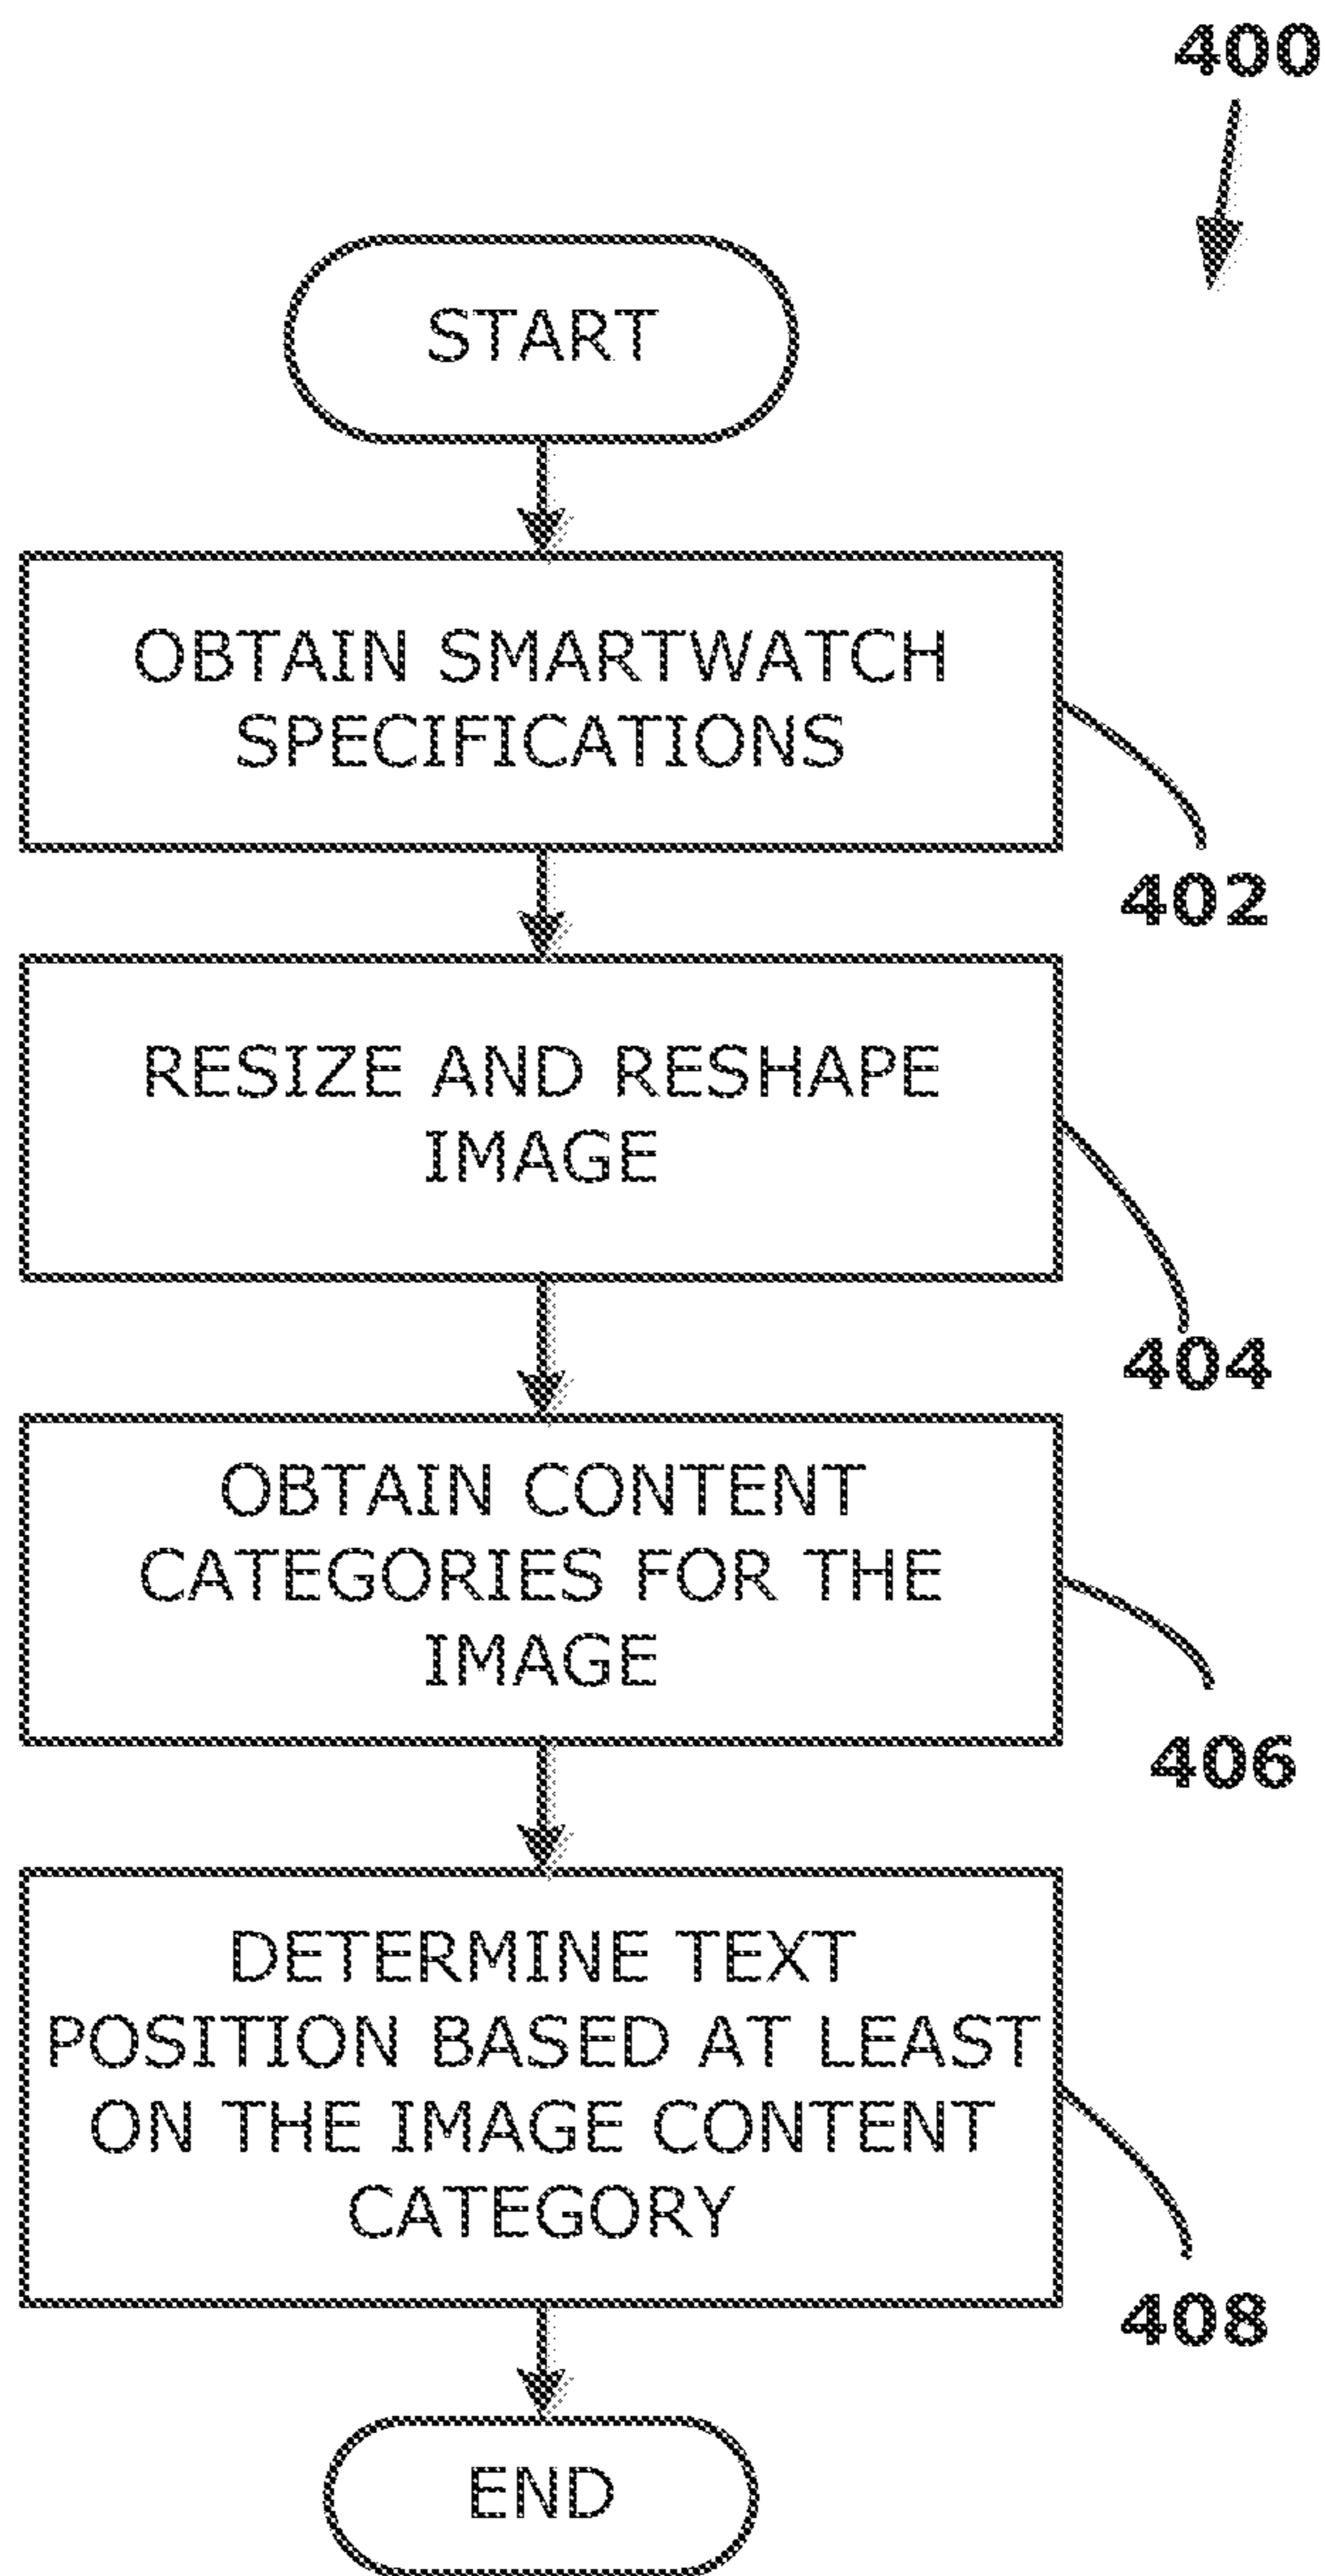 400
START
OBTAIN SMARTWATCH
SPECIFICATIONS
402
RESIZE AND RESHAPE
IMAGE
404
OBTAIN CONTENT
CATEGORIES FOR THE
IMAGE
406
DETERMINE TEXT
POSITION BASED AT LEAST
ON THE IMAGE CONTENT
CATEGORY
408
END